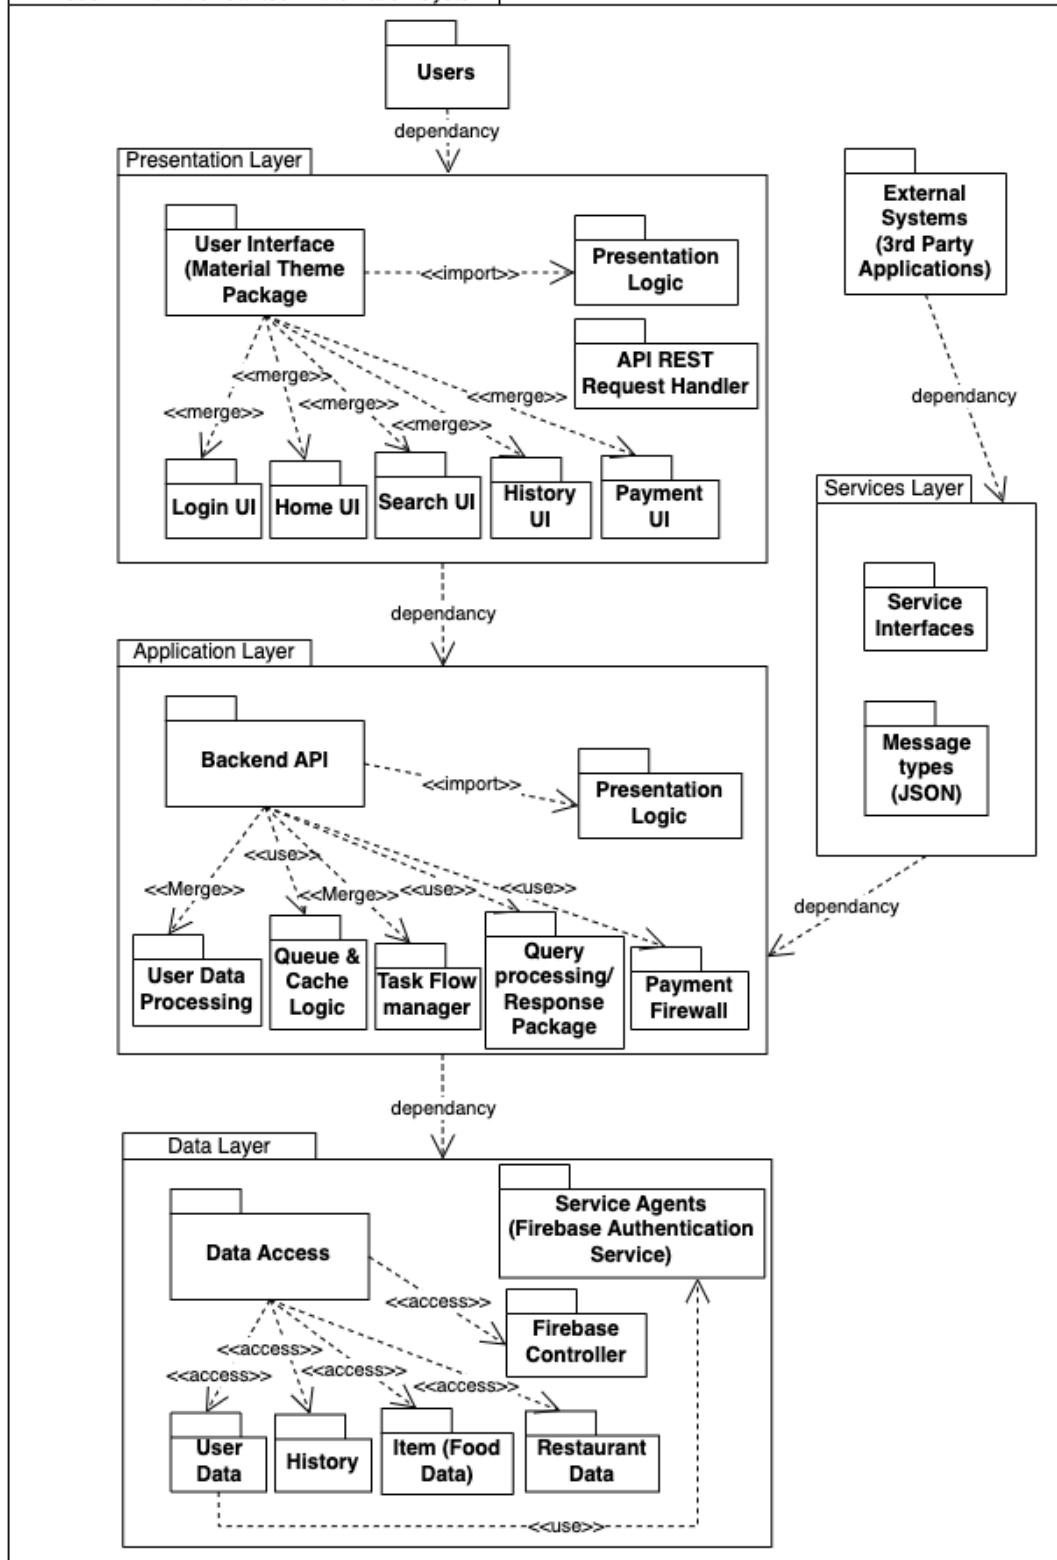 Users
dependancy
Presentation Layer
User Interface
(Material Theme
Package
<<import>>
Presentation
Logic
External
Systems
(3rd Party
Applications)
API REST
Request Handler
<<merge>>
<<merge>>
<<merge>>
<<merge>>
<<merge>>
dependancy
Login UI
Home UI
Search UI
History
UI
Payment
UI
Services Layer
Service
Interfaces
Message
types
(JSON)
dependancy
Application Layer
Backend API
<<import>>
Presentation
Logic
<<use>>
<<Merge>>
<<Merge>>
<<use>>
<<use>>
dependancy
User Data
Processing
Queue &
Cache
Logic
Task Flow
manager
Query
processing/
Response
Package
Payment
Firewall
dependancy
Data Layer
Service Agents
(Firebase Authentication
Service)
Data Access
<<access>>
Firebase
Controller
<<access>>
<<access>>
<<access>>
<<access>>
User
Data
History
Item (Food
Data)
Restaurant
Data
<<use>>